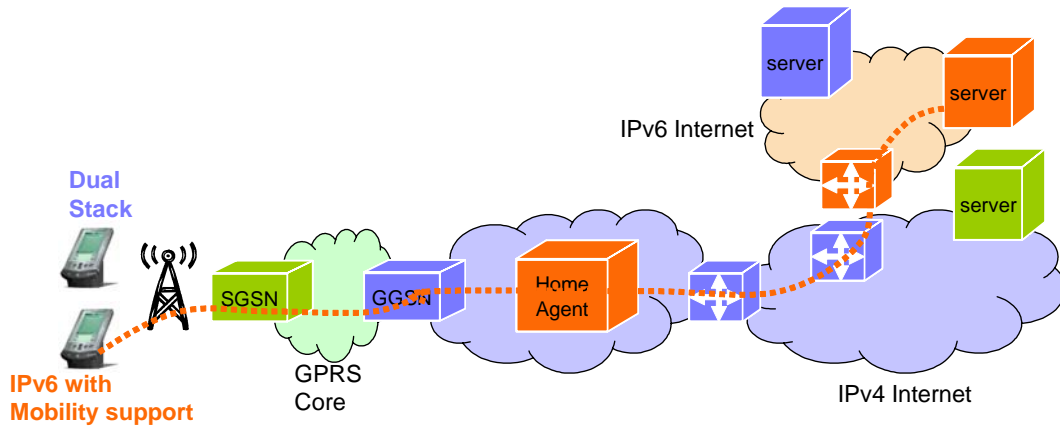 server
server
IPv6 Internet
Dual
Stack
server
SGSN
GGSN
Home
Agent
GPRS
Core
IPv6 with
Mobility support
IPv4 Internet